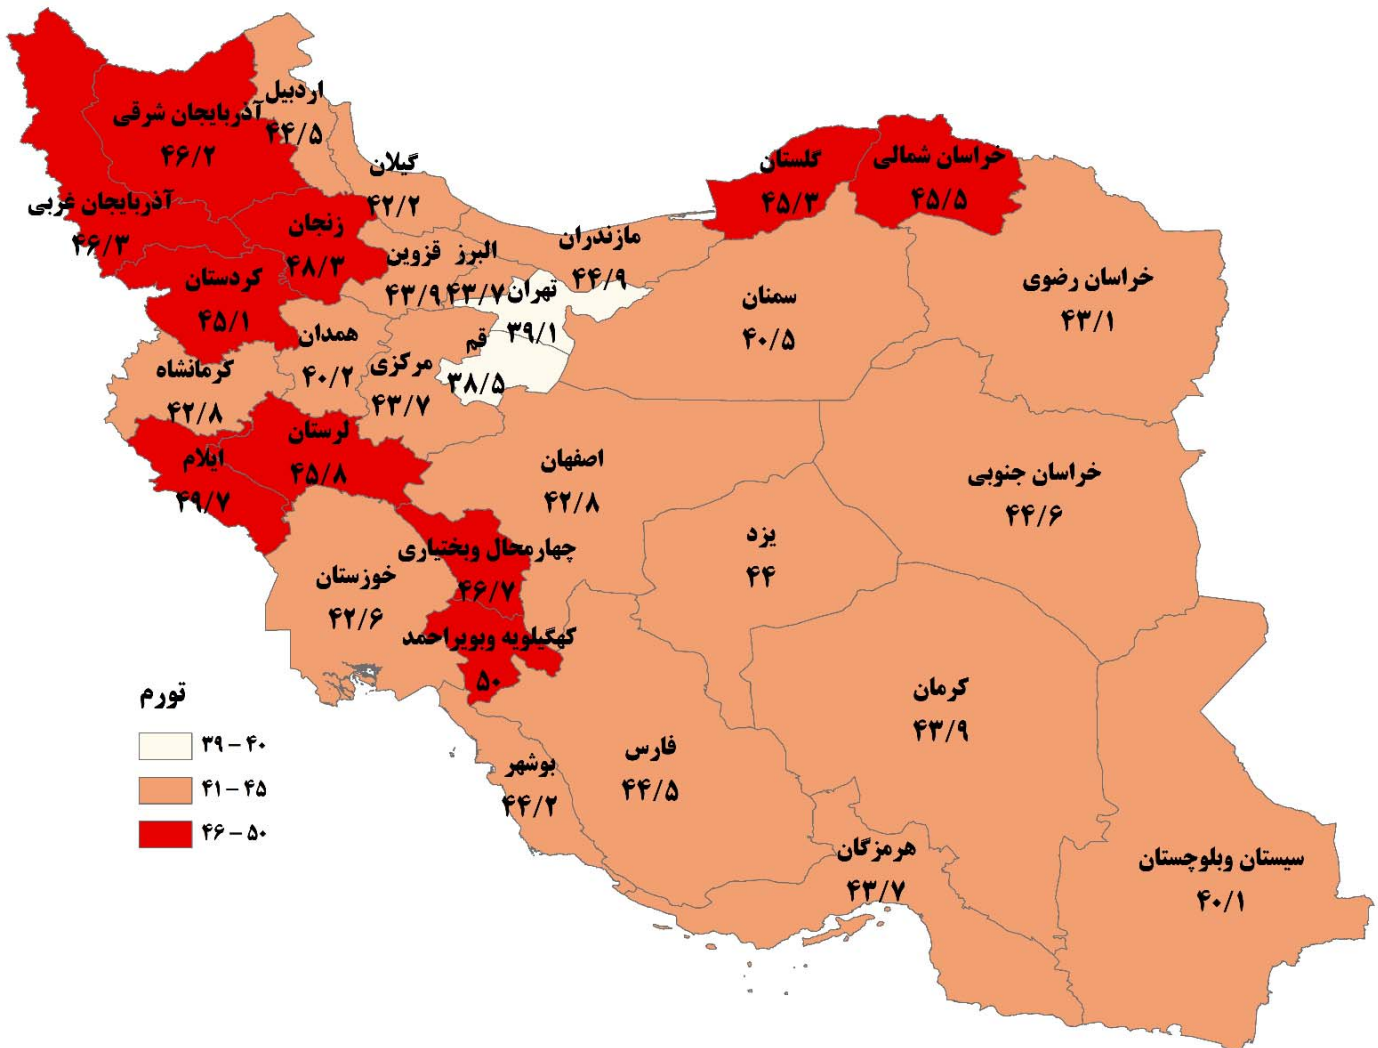 اردبیل
۴۴/۵
آذربایجان شرقی
۴۶/۲
گیلان
۴۲/۲
گلستان
۴۵/۳
خراسان شمالی
۴۵/۵
آذربایجان غربی
۴۶/۳
زنجان
۴۸/۳
قزوین
۴۳/۹
البرز
۴۳/۷
مازندران
۴۴/۹
تهران
۳۹/۱
سمنان
۴۰/۵
خراسان رضوی
۴۳/۱
کردستان
۴۵/۱
همدان
۴۰/۲
کرمانشاه
۴۲/۸
مرکزی
۴۳/۷
قم
۳۸/۵
لرستان
۴۵/۸
ایلام
۴۹/۷
اصفهان
۴۲/۸
خراسان جنوبی
۴۴/۶
یزد
۴۴
چهارمحال وبختیاری
۴۶/۷
خوزستان
۴۲/۶
کهگیلویه وبویراحمد
۵۰
کرمان
۴۳/۹
فارس
۴۴/۵
بوشهر
۴۴/۲
هرمزگان
۴۳/۷
سیستان وبلوچستان
۴۰/۱
تورم
۳۹ – ۴۰
۴۱ – ۴۵
۴۶ – ۵۰